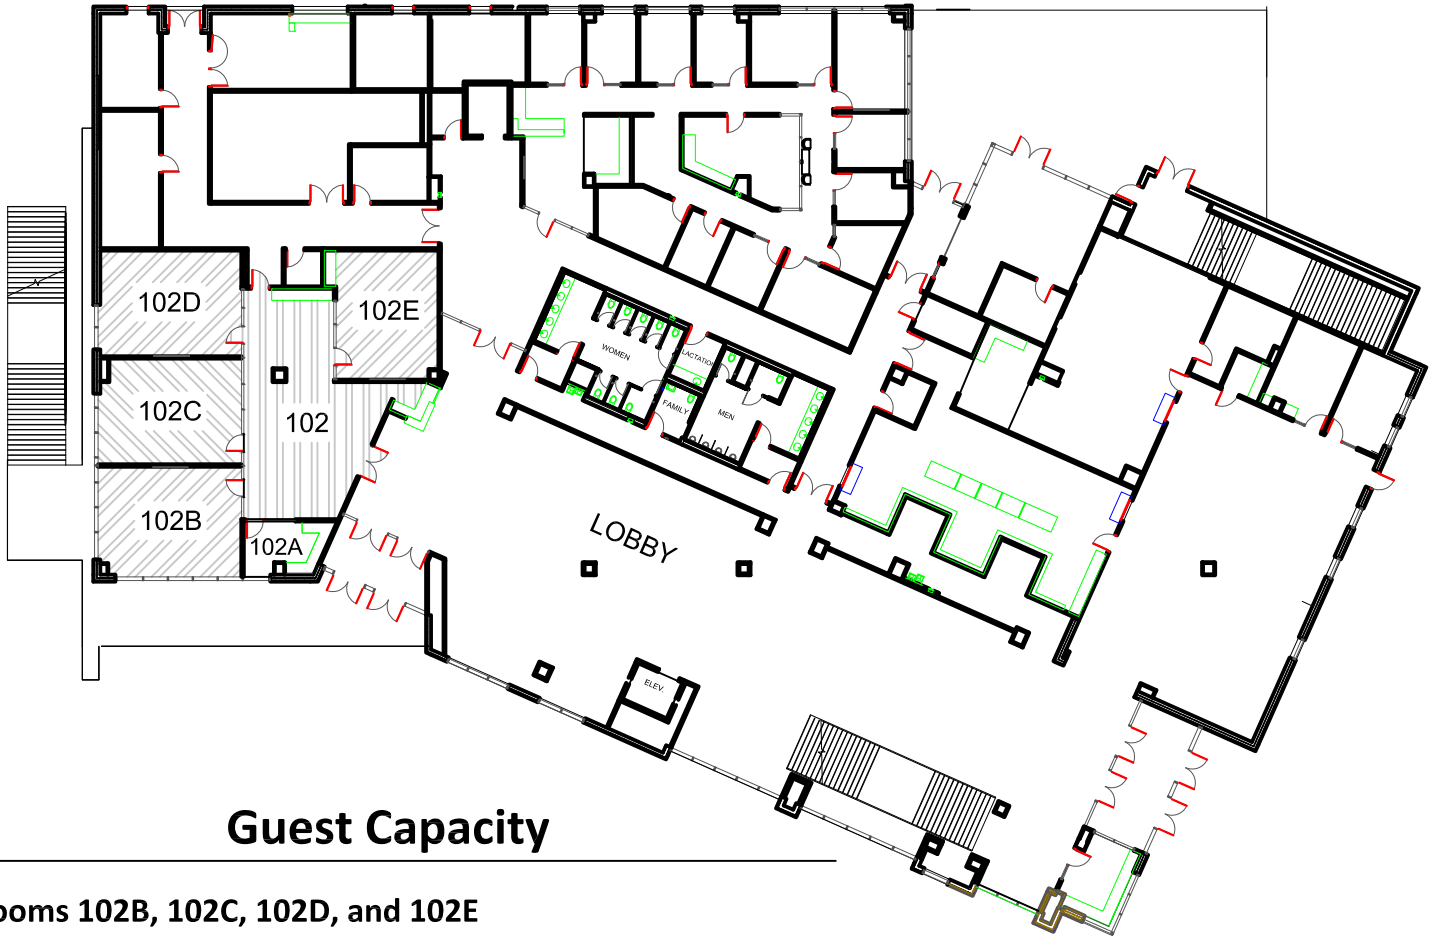 102D
102E
WOMEN
LACTATION
102C
FAMILY
MEN
102
102B
102A
LOBBY
ELEV.
Guest Capacity
ooms 102B, 102C, 102D, and 102E